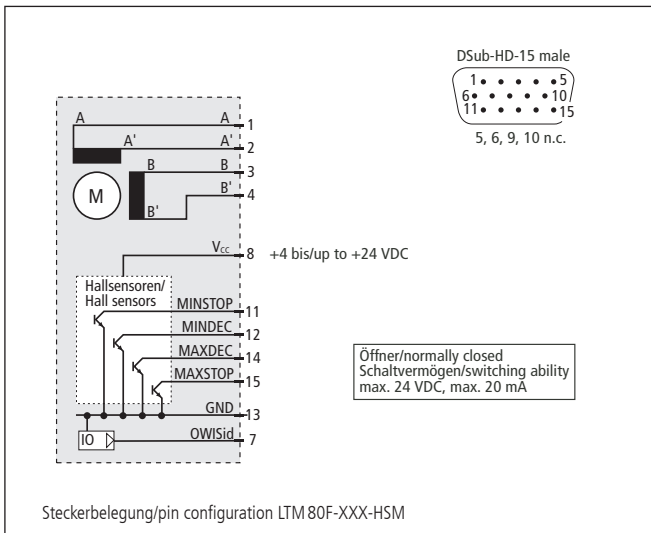 DSub-HD-15 male
1 5
6 10
11 15
5, 6, 9, 10 n.c.
A A 1
A' A' 2
B 3
B' 4
B'
M
V_cc 8 +4 bis/up to +24 VDC
Hallsensoren/
Hall sensors
MINSTOP 11
MINDEC 12
MAXDEC 14
MAXSTOP 15
GND 13
IO OWISid 7
Öffner/normally closed
Schaltvermögen/switching ability
max. 24 VDC, max. 20 mA
Steckerbelegung/pin configuration LTM 80F-XXX-HSM